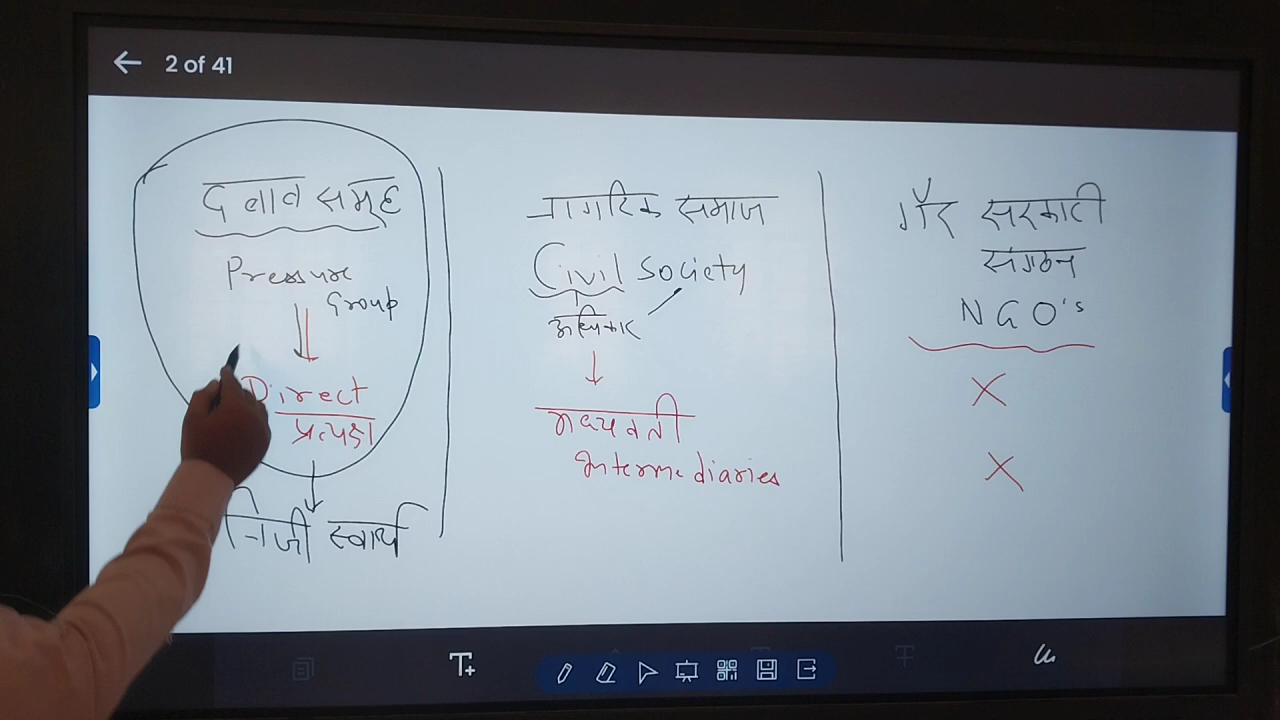 2 of 41
दबाव समूह
Pressure
Group
Direct
प्रत्यक्ष
निजी स्वार्थ
नागरिक समाज
Civil Society
अधिकार
मध्यवर्ती
Intermediaries
गैर सरकारी
संगठन
NGO's